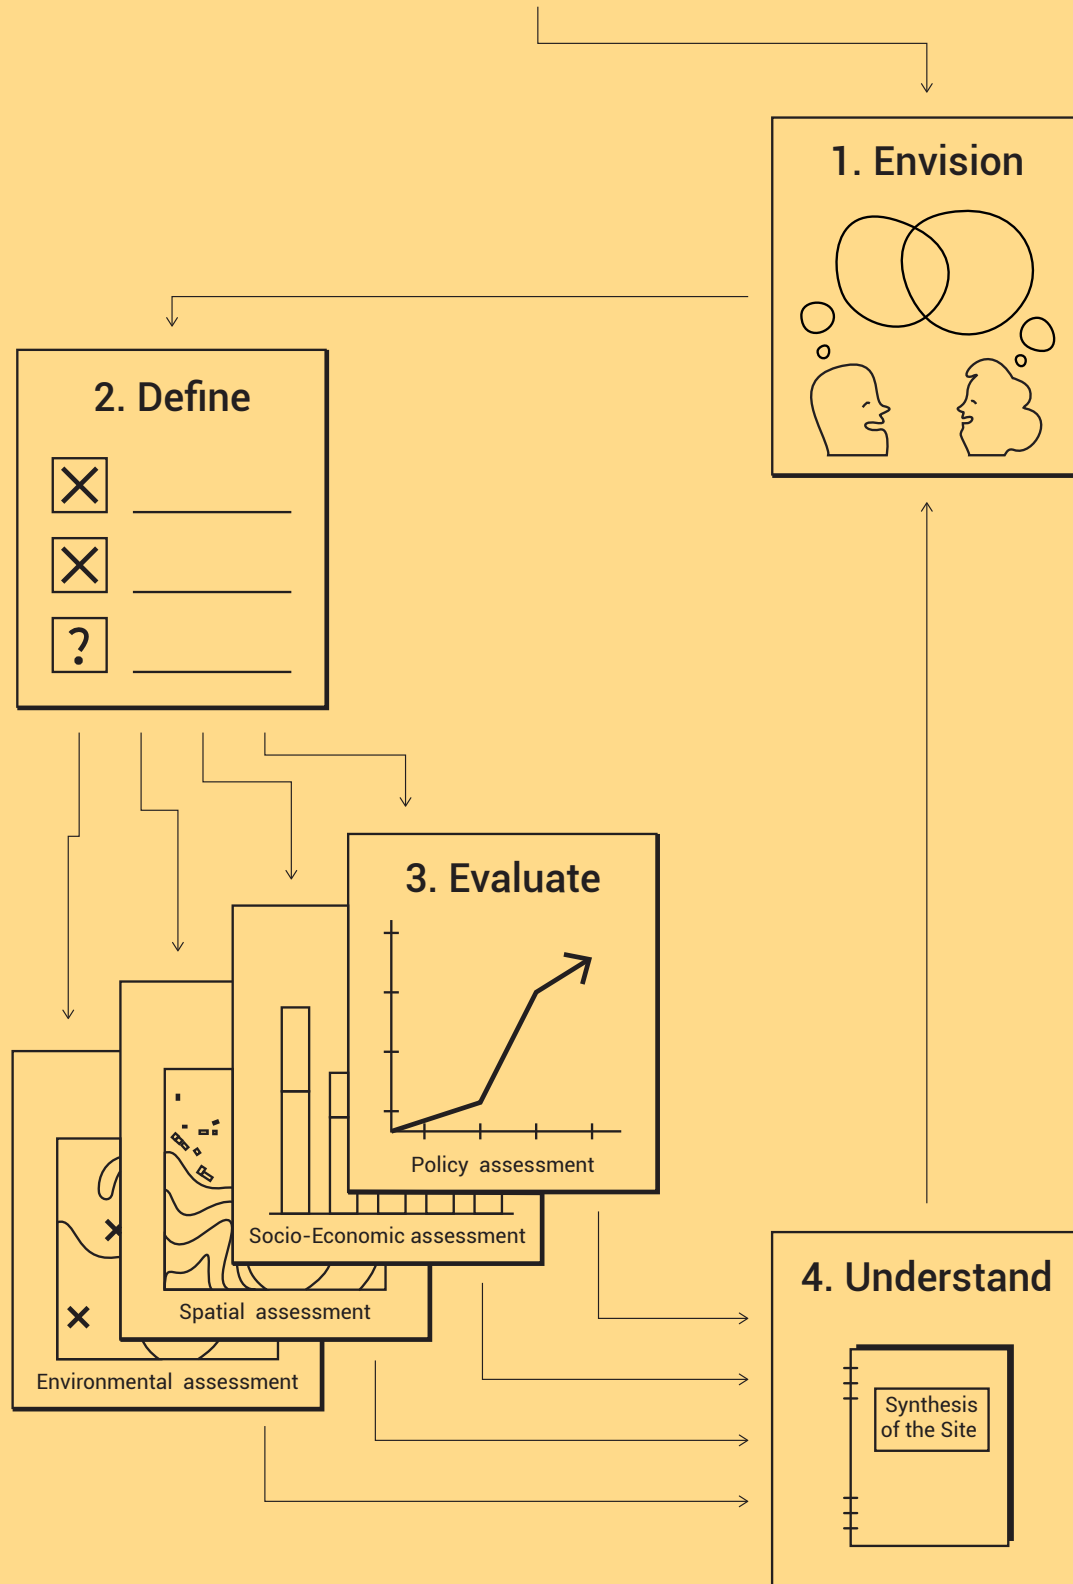 1. Envision
2. Define
?
3. Evaluate
Policy assessment
Socio-Economic assessment
Spatial assessment
Environmental assessment
4. Understand
Synthesis
of the Site